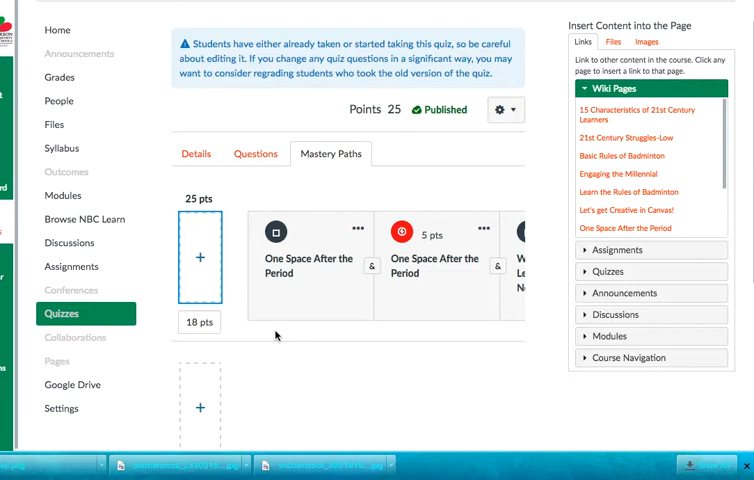 Home
Announcements
Grades
People
Files
Syllabus
Outcomes
Modules
Browse NBC Learn
Discussions
Assignments
Conferences
Quizzes
Collaborations
Pages
Google Drive
Settings
Students have either already taken or started taking this quiz, so be careful
about editing it. If you change any quiz questions in a significant way, you may
want to consider regrading students who took the old version of the quiz.
Points 25 Published
Details Questions Mastery Paths
25 pts
18 pts
One Space After the
Period
&
5 pts
One Space After the
Period
&
Insert Content into the Page
Links Files Images
Link to other content in the course. Click any
page to insert a link to that page.
Wiki Pages
15 Characteristics of 21st Century
Learners
21st Century Struggles-Low
Basic Rules of Badminton
Engaging the Millennial
Learn the Rules of Badminton
Let's get Creative in Canvas!
One Space After the Period
Assignments
Quizzes
Announcements
Discussions
Modules
Course Navigation